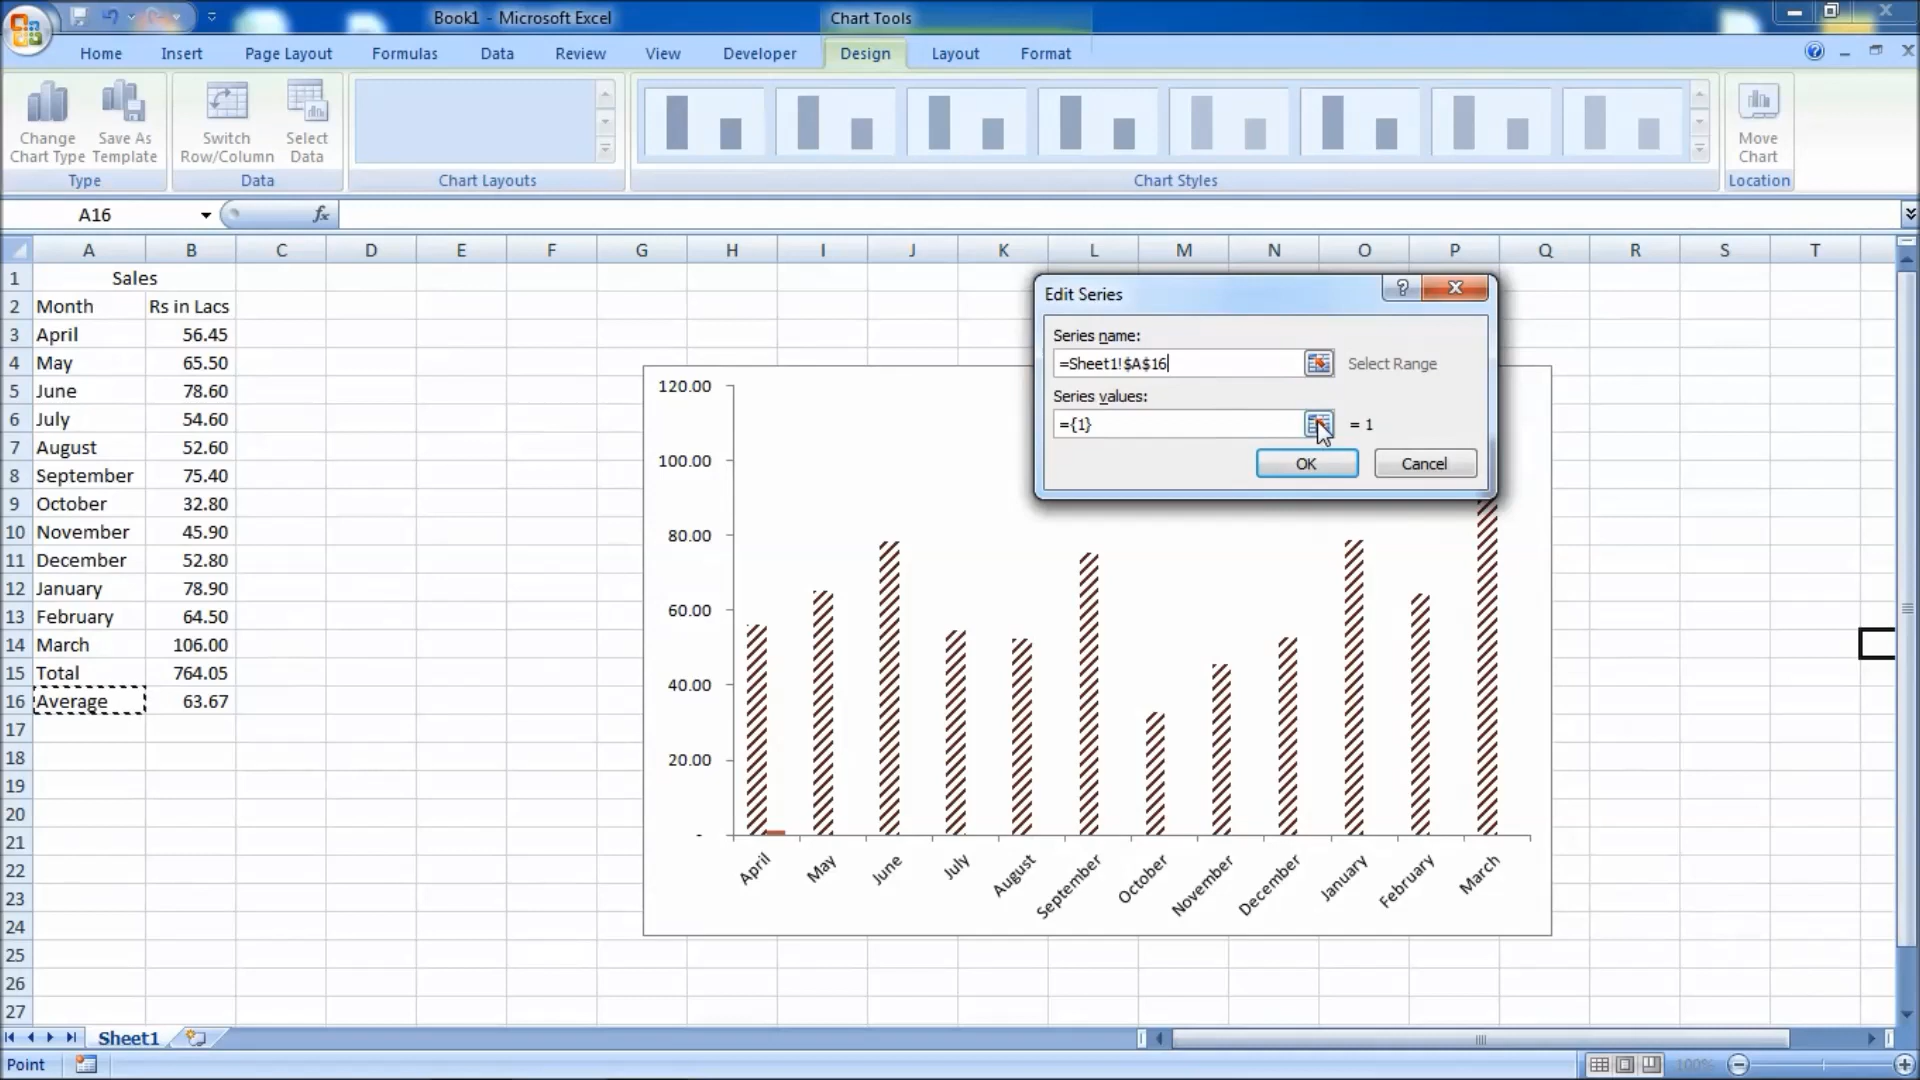 Book1 - Microsoft Excel
Chart Tools
Home Insert Page Layout Formulas Data Review View Developer Design Layout Format
Change Chart Type
Save As Template
Switch Row/Column
Select Data
Move Chart
Type Data Chart Layouts Chart Styles Location
A16 fx
A B C D E F G H I J K L M N O P Q R S T
1 Sales
2 Month Rs in Lacs
3 April 56.45
4 May 65.50
5 June 78.60
6 July 54.60
7 August 52.60
8 September 75.40
9 October 32.80
10 November 45.90
11 December 52.80
12 January 78.90
13 February 64.50
14 March 106.00
15 Total 764.05
16 Average 63.67
17
18
19
20
21
22
23
24
25
26
27
Edit Series
Series name:
=Sheet1!$A$16 Select Range
Series values:
={1} = 1
OK Cancel
120.00
100.00
80.00
60.00
40.00
20.00
-
April May June July August September October November December January February March
Sheet1
Point 100%